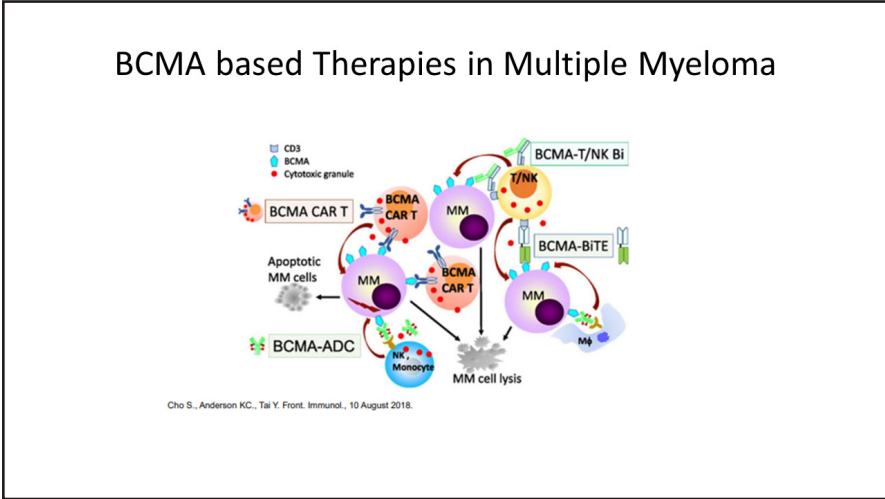 BCMA based Therapies in Multiple Myeloma
CD3
BCMA
Cytotoxic granule
BCMA CAR T
BCMA
CAR T
MM
T/NK
BCMA-T/NK Bi
BCMA-BiTE
Apoptotic
MM cells
MM
BCMA
CAR T
MM
Mϕ
BCMA-ADC
NK,
Monocyte
MM cell lysis
Cho S., Anderson KC., Tai Y. Front. Immunol., 10 August 2018.